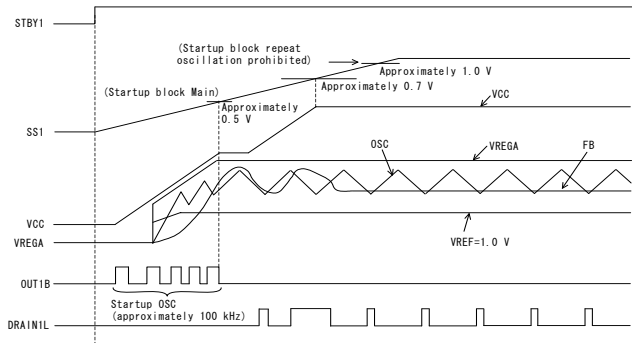 STBY1
(Startup block repeat
oscillation prohibited)
Approximately 1.0 V
Approximately 0.7 V
(Startup block Main)
Approximately
0.5 V
VCC
SS1
OSC
VREGA
FB
VCC
VREGA
VREF=1.0 V
OUT1B
Startup OSC
(approximately 100 kHz)
DRAIN1L